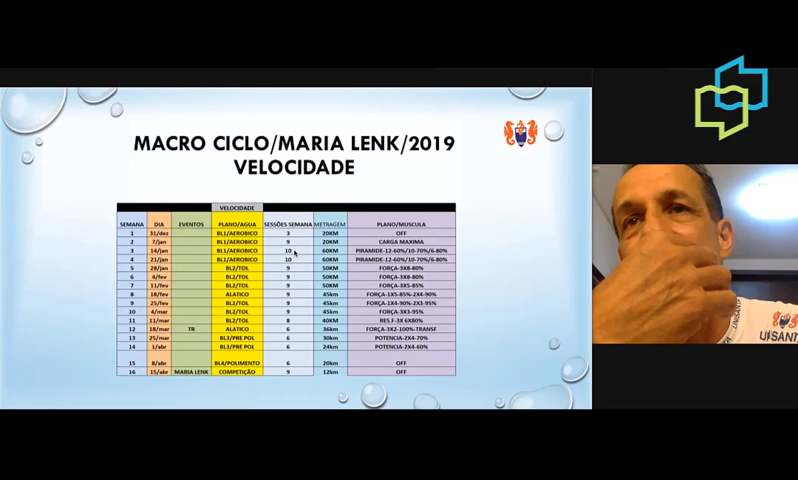 MACRO CICLO/MARIA LENK/2019
VELOCIDADE
VELOCIDADE
SEMANA DIA EVENTOS PLANO/AGUA SESSÕES SEMANA METRAGEM PLANO/MUSCULA
1 31/dez BL1/AEROBICO 3 20KM OFF
2 7/jan BL1/AEROBICO 9 20KM CARGA MAXIMA
3 14/jan BL1/AEROBICO 10 60KM PIRAMIDE-12-60%/10-70%/6-80%
4 21/jan BL1/AEROBICO 10 60KM PIRAMIDE-12-60%/10-70%/6-80%
5 28/jan BL2/TOL 9 50KM FORÇA-3X8-80%
6 4/fev BL2/TOL 9 50KM FORÇA-3X8-80%
7 11/fev BL2/TOL 9 50KM FORÇA-3X5-85%
8 18/fev ALATICO 9 45km FORÇA-1X5-85%-2X4-90%
9 25/fev BL2/TOL 9 45km FORÇA-1X4-90%-2X3-95%
10 4/mar BL2/TOL 9 45km FORÇA-3X3-95%
11 11/mar BL2/TOL 8 40KM RES.F-3X 6X80%
12 18/mar TR ALATICO 6 36km FORÇA-3X2-100%-TRANSF
13 25/mar BL3/PRE POL 6 30km POTENCIA-2X4-70%
14 1/abr BL3/PRE POL 6 24km POTENCIA-2X4-60%
15 8/abr BL4/POLIMENTO 6 20km OFF
16 15/abr MARIA LENK COMPETIÇÃO 9 12km OFF